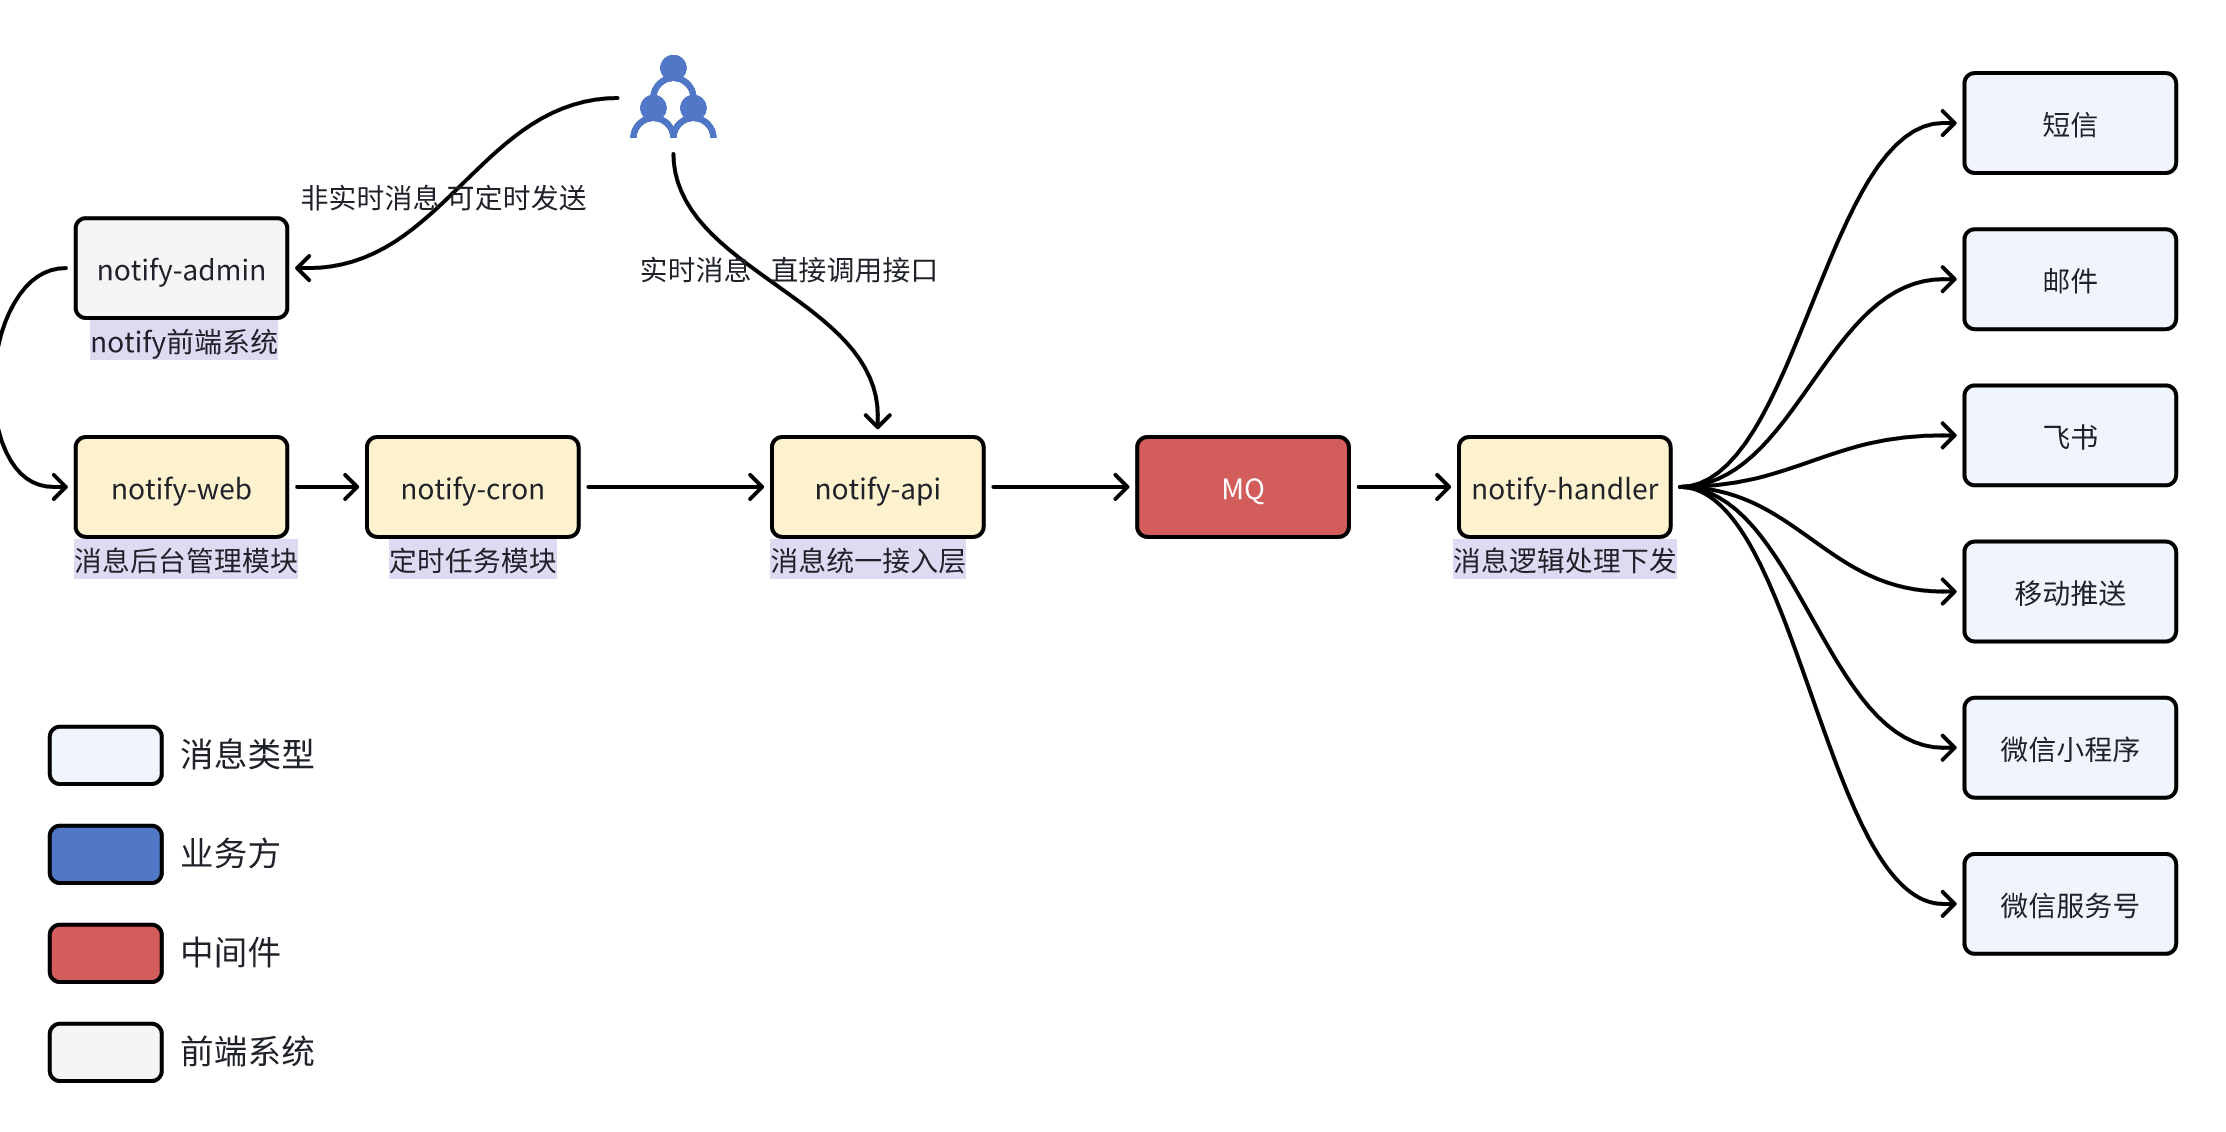 非实时消息 可定时发送
实时消息 直接调用接口
notify-admin
notify前端系统
notify-web
消息后台管理模块
notify-cron
定时任务模块
notify-api
消息统一接入层
MQ
notify-handler
消息逻辑处理下发
短信
邮件
飞书
移动推送
微信小程序
微信服务号
消息类型
业务方
中间件
前端系统